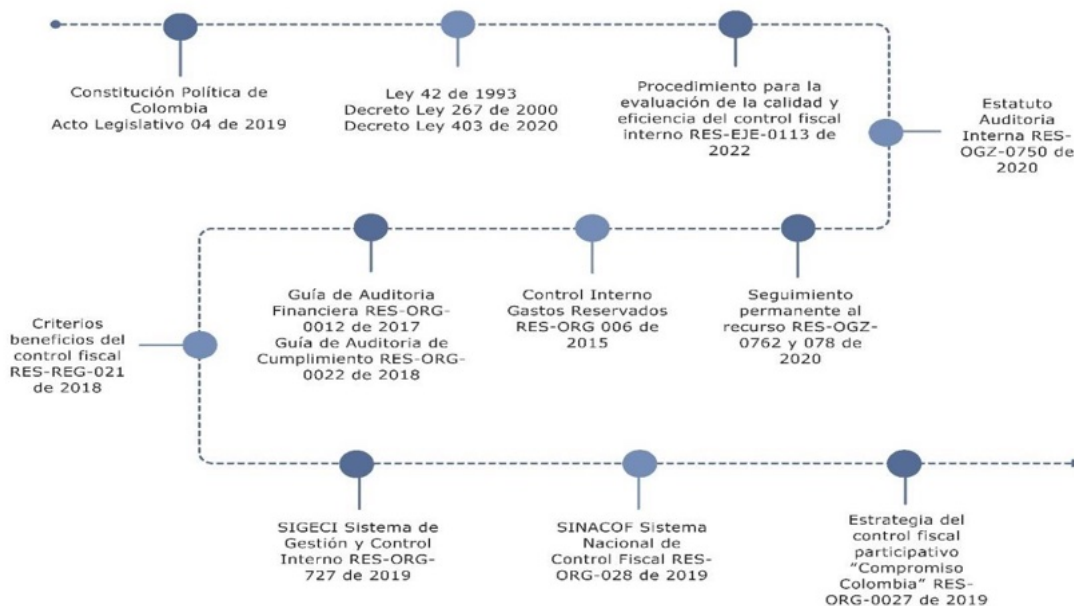 Constitución Política de
Colombia
Acto Legislativo 04 de 2019
Ley 42 de 1993
Decreto Ley 267 de 2000
Decreto Ley 403 de 2020
Procedimiento para la
evaluación de la calidad y
eficiencia del control fiscal
interno RES-EJE-0113 de
2022
Estatuto
Auditoria
Interna RES-
OGZ-0750 de
2020
Seguimiento
permanente al
recurso RES-OGZ-
0762 y 078 de
2020
Control Interno
Gastos Reservados
RES-ORG 006 de
2015
Guía de Auditoria
Financiera RES-ORG-
0012 de 2017
Guía de Auditoria de
Cumplimiento RES-ORG-
0022 de 2018
Criterios
beneficios del
control fiscal
RES-REG-021
de 2018
SIGECI Sistema de
Gestión y Control
Interno RES-ORG-
727 de 2019
SINACOF Sistema
Nacional de
Control Fiscal RES-
ORG-028 de 2019
Estrategia del
control fiscal
participativo
"Compromiso
Colombia" RES-
ORG-0027 de 2019